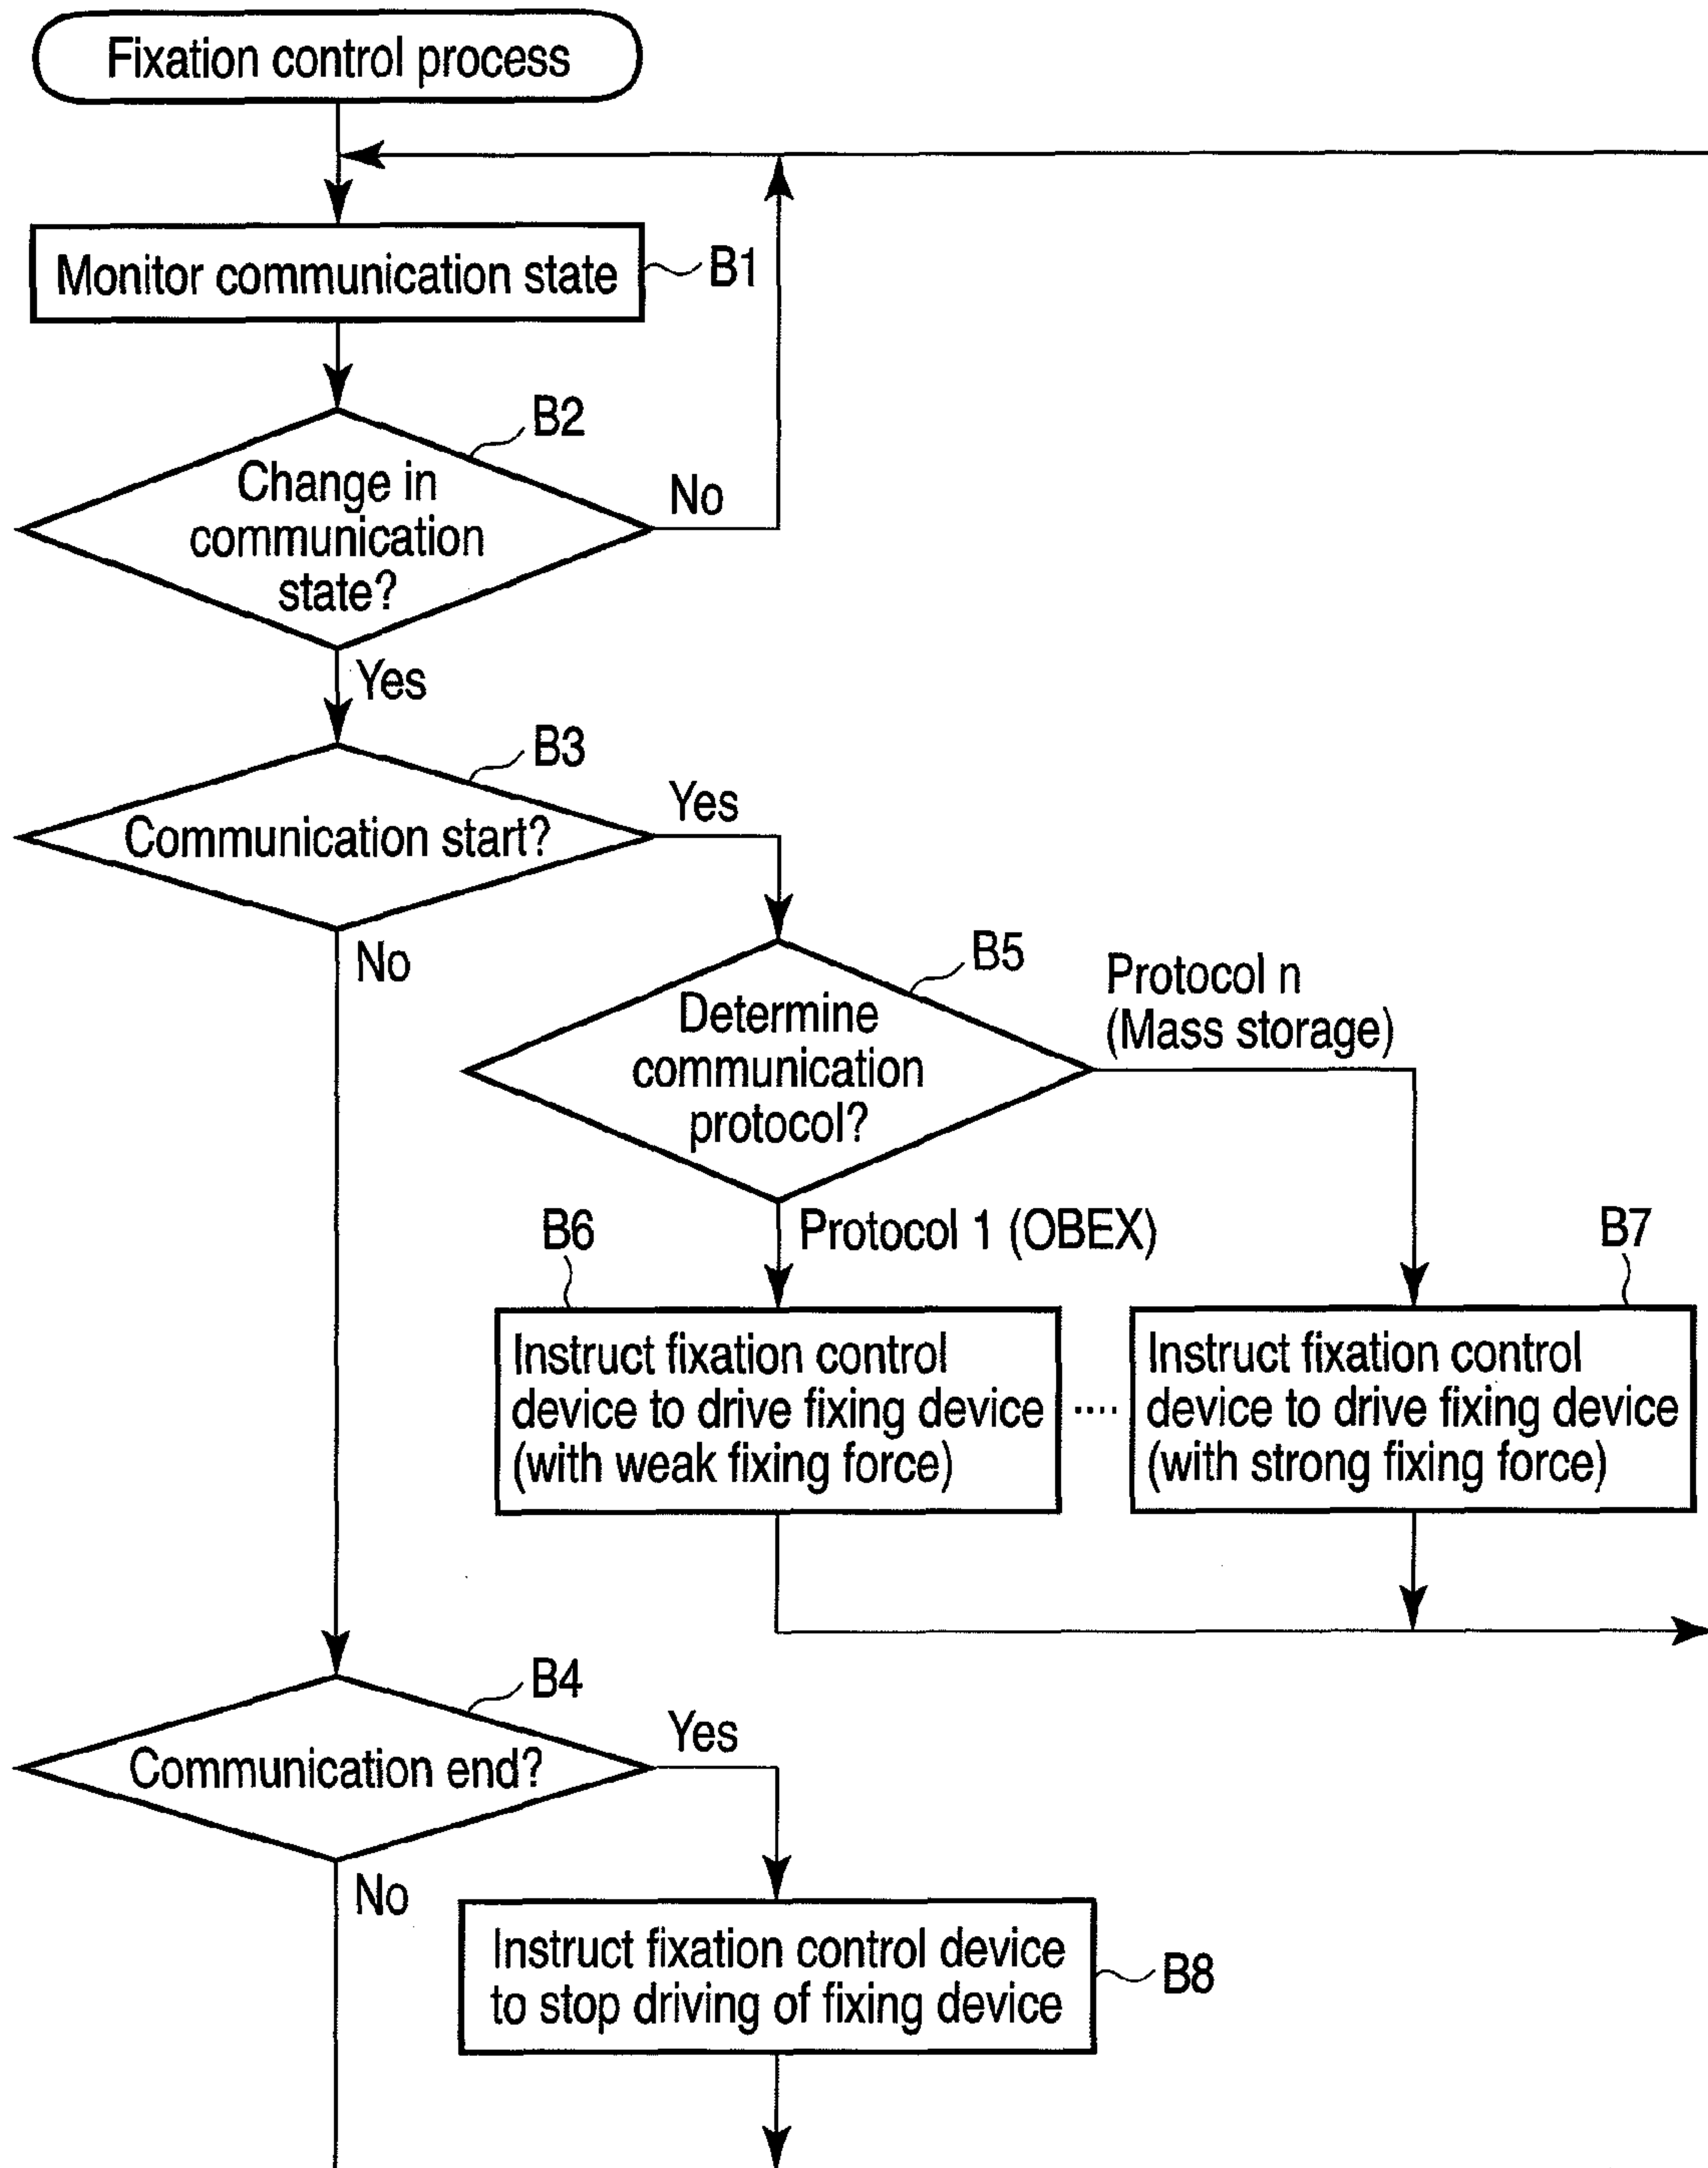 Fixation control process
Monitor communication state
B1
B2
Change in
communication
state?
No
Yes
B3
Communication start?
Yes
No
B5
Determine
communication
protocol?
Protocol n
(Mass storage)
B6
Protocol 1 (OBEX)
B7
Instruct fixation control
device to drive fixing device
(with weak fixing force)
....
Instruct fixation control
device to drive fixing device
(with strong fixing force)
B4
Communication end?
Yes
No
Instruct fixation control device
to stop driving of fixing device
B8